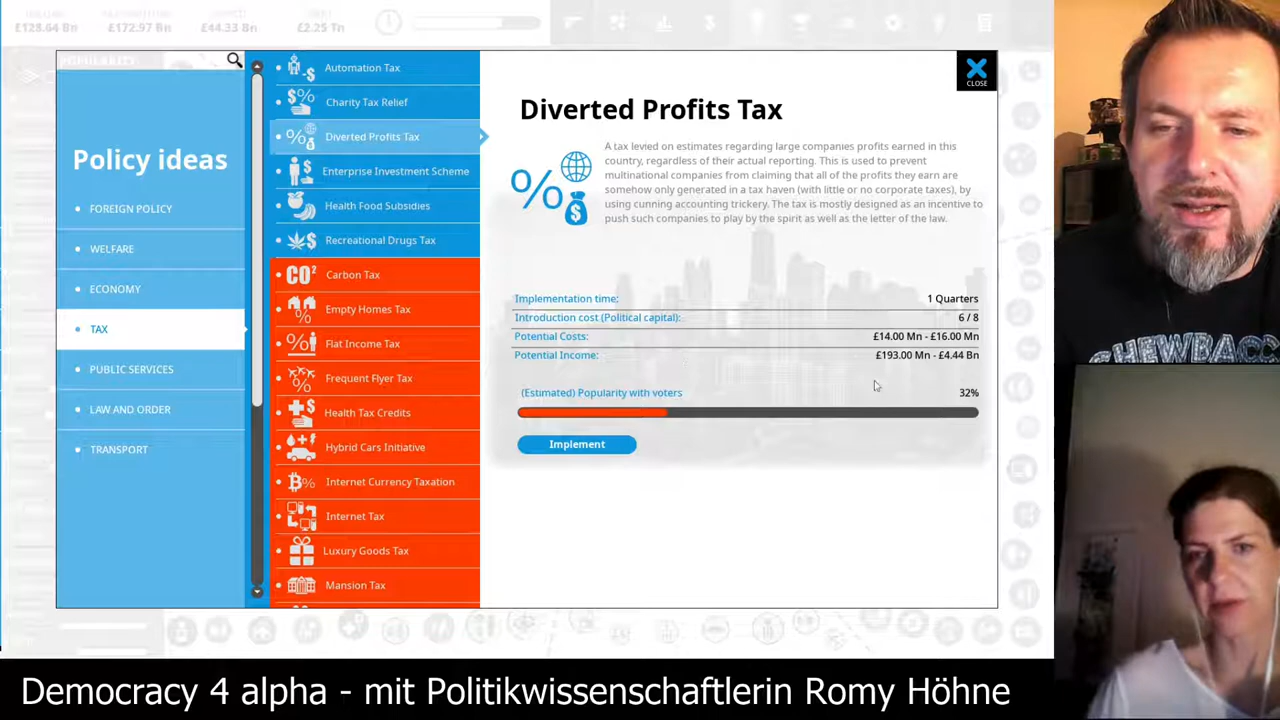 £128.64 Bn
£172.97 Bn
£44.33 Bn
£2.25 Tn
POPULARITY
Policy ideas
FOREIGN POLICY
WELFARE
ECONOMY
TAX
PUBLIC SERVICES
LAW AND ORDER
TRANSPORT
Automation Tax
Charity Tax Relief
Diverted Profits Tax
Enterprise Investment Scheme
Health Food Subsidies
Recreational Drugs Tax
CO² Carbon Tax
Empty Homes Tax
Flat Income Tax
Frequent Flyer Tax
Health Tax Credits
Hybrid Cars Initiative
Internet Currency Taxation
Internet Tax
Luxury Goods Tax
Mansion Tax
CLOSE
Diverted Profits Tax
A tax levied on estimates regarding large companies profits earned in this
country, regardless of their actual reporting. This is used to prevent
multinational companies from claiming that all of the profits they earn are
somehow only generated in a tax haven (with little or no corporate taxes), by
using cunning accounting trickery. The tax is mostly designed as an incentive to
push such companies to play by the spirit as well as the letter of the law.
Implementation time: 1 Quarters
Introduction cost (Political capital): 6 / 8
Potential Costs: £14.00 Mn - £16.00 Mn
Potential Income: £193.00 Mn - £4.44 Bn
(Estimated) Popularity with voters 32%
Implement
CHEWBACC
Democracy 4 alpha - mit Politikwissenschaftlerin Romy Höhne